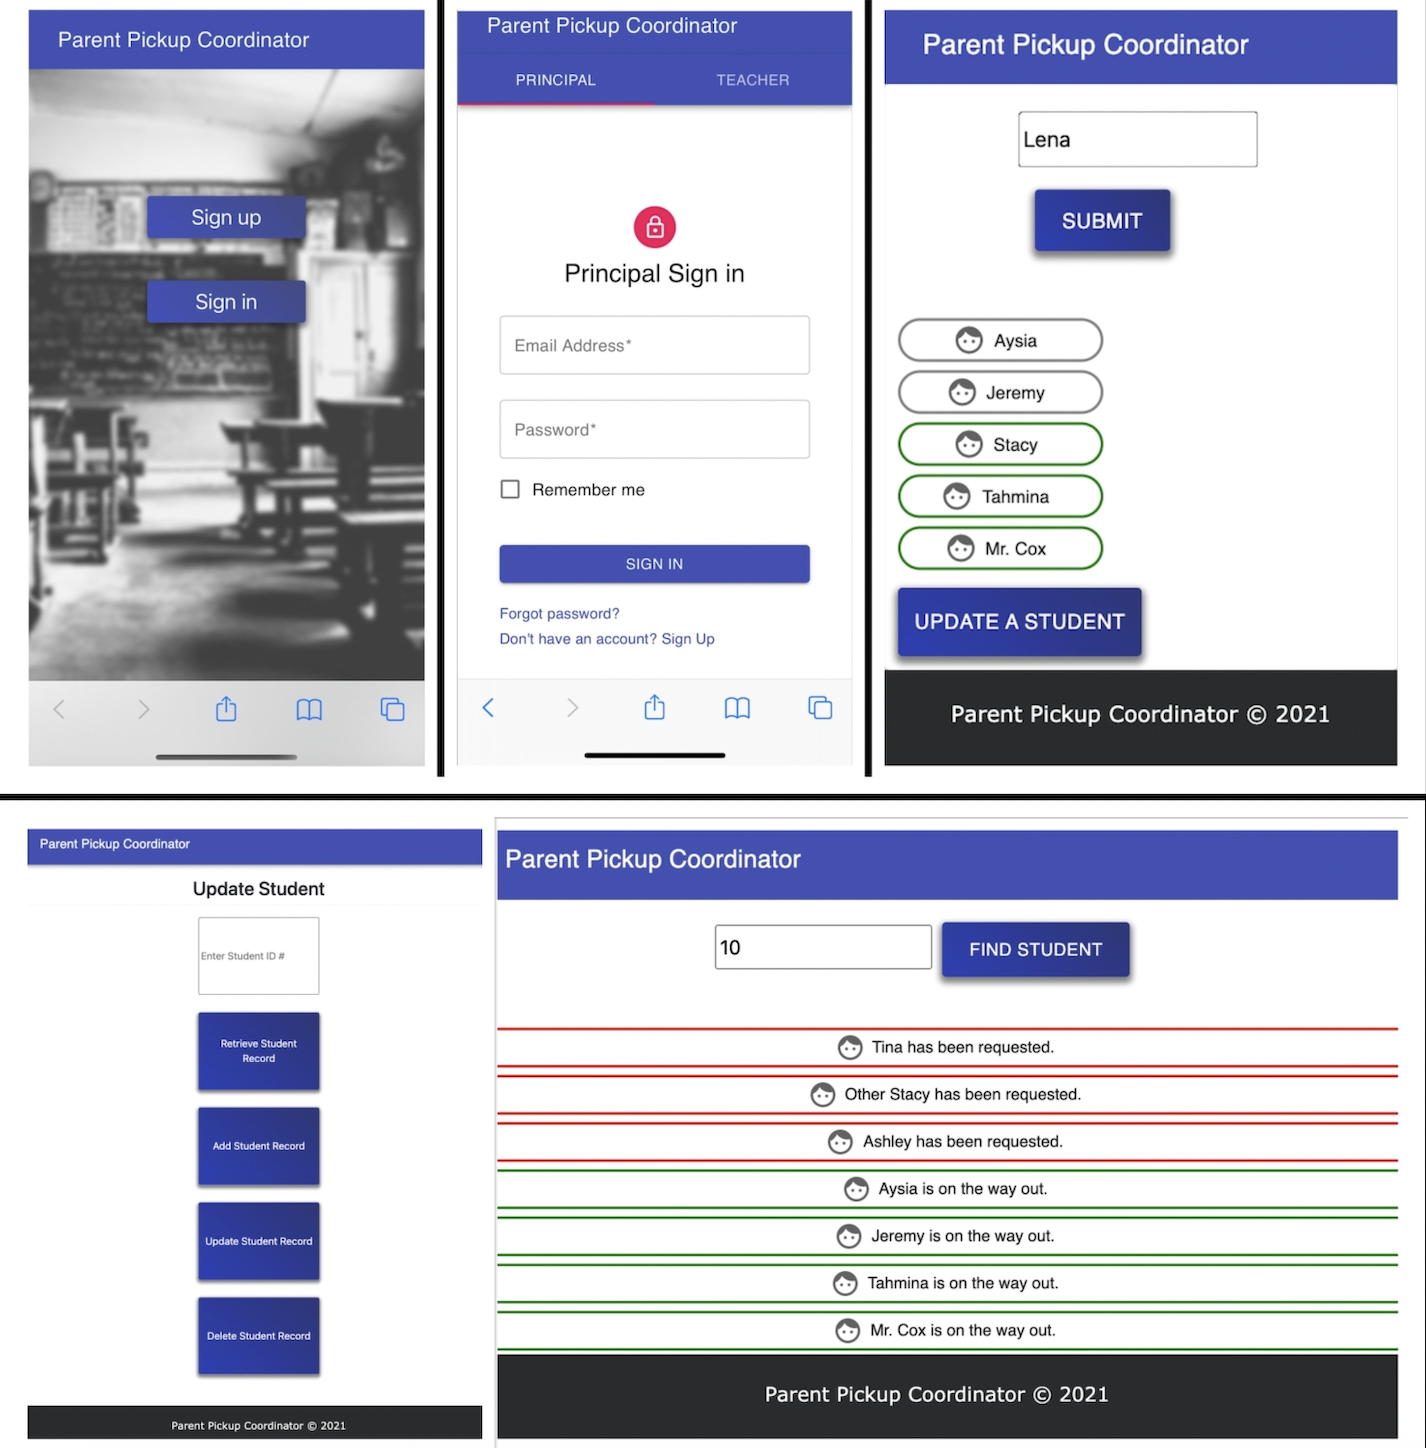 Parent Pickup Coordinator
Sign up
Sign in
Parent Pickup Coordinator
PRINCIPAL TEACHER
Principal Sign in
Email Address*
Password*
Remember me
SIGN IN
Forgot password?
Don't have an account? Sign Up
Parent Pickup Coordinator
Lena
SUBMIT
Aysia
Jeremy
Stacy
Tahmina
Mr. Cox
UPDATE A STUDENT
Parent Pickup Coordinator © 2021
Parent Pickup Coordinator
Update Student
Enter Student ID #
Retrieve Student
Record
Add Student Record
Update Student Record
Delete Student Record
Parent Pickup Coordinator © 2021
Parent Pickup Coordinator
10 FIND STUDENT
Tina has been requested.
Other Stacy has been requested.
Ashley has been requested.
Aysia is on the way out.
Jeremy is on the way out.
Tahmina is on the way out.
Mr. Cox is on the way out.
Parent Pickup Coordinator © 2021